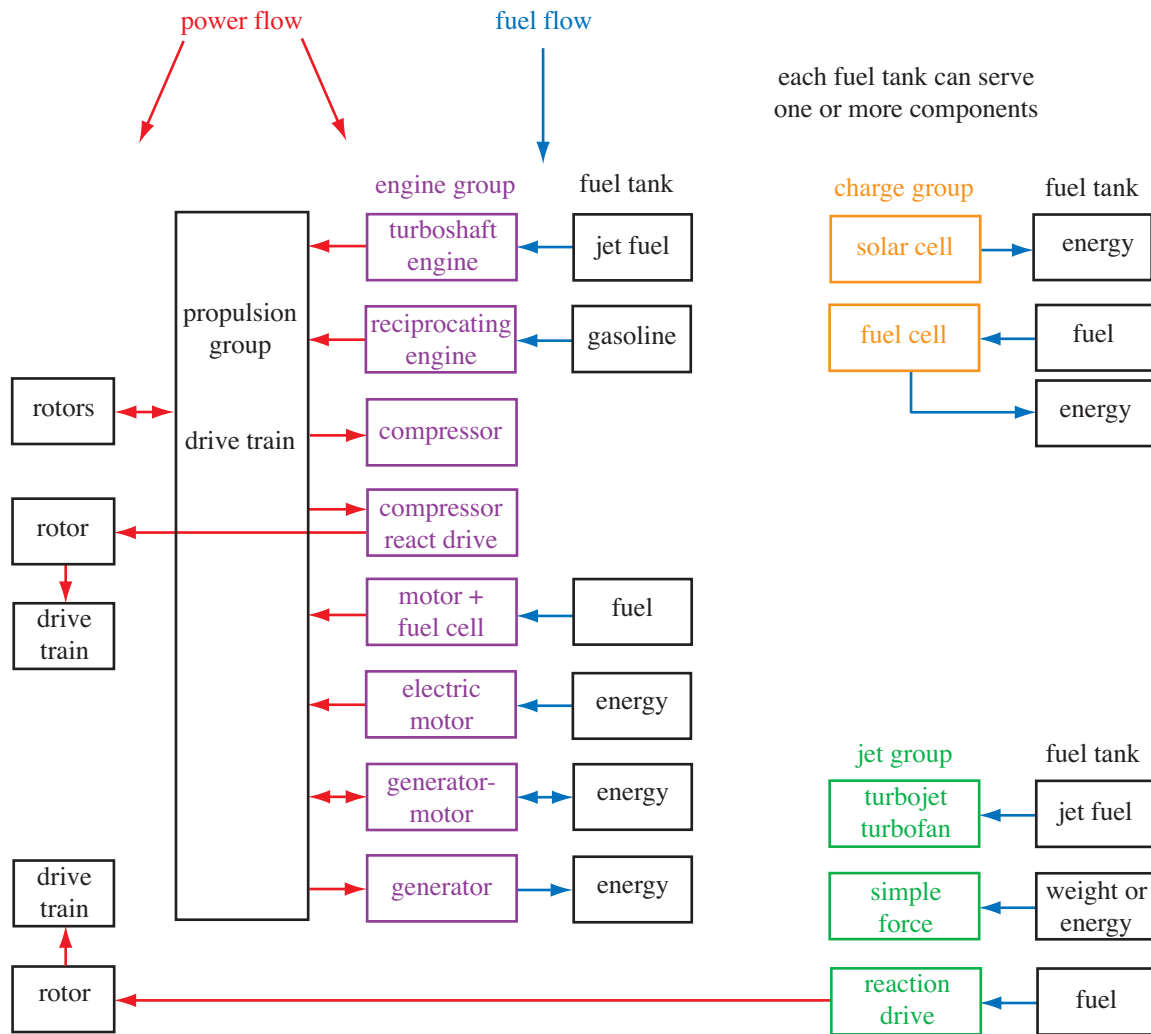 power flow
fuel flow
each fuel tank can serve
one or more components
engine group
fuel tank
charge group
fuel tank
turboshaft
engine
jet fuel
solar cell
energy
propulsion
group
reciprocating
engine
gasoline
fuel cell
fuel
rotors
drive train
compressor
energy
rotor
compressor
react drive
drive
train
motor +
fuel cell
fuel
electric
motor
energy
jet group
fuel tank
generator-
motor
energy
turbojet
turbofan
jet fuel
drive
train
generator
energy
simple
force
weight or
energy
rotor
reaction
drive
fuel